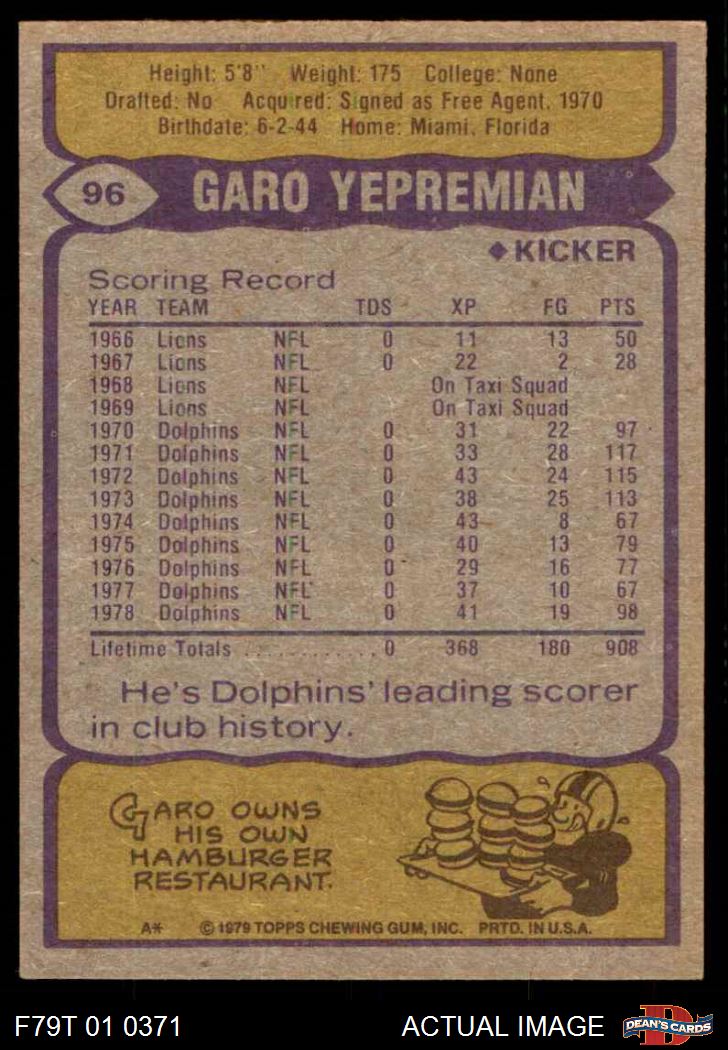 Height: 5'8" Weight: 175 College: None
Drafted: No Acquired: Signed as Free Agent, 1970
Birthdate: 6-2-44 Home: Miami, Florida
96 GARO YEPREMIAN
◆KICKER
Scoring Record
YEAR TEAM TDS XP FG PTS
1966 Lions NFL 0 11 13 50
1967 Lions NFL 0 22 2 28
1968 Lions NFL On Taxi Squad
1969 Lions NFL On Taxi Squad
1970 Dolphins NFL 0 31 22 97
1971 Dolphins NFL 0 33 28 117
1972 Dolphins NFL 0 43 24 115
1973 Dolphins NFL 0 38 25 113
1974 Dolphins NFL 0 43 8 67
1975 Dolphins NFL 0 40 13 79
1976 Dolphins NFL 0 29 16 77
1977 Dolphins NFL 0 37 10 67
1978 Dolphins NFL 0 41 19 98
Lifetime Totals . . . . . . . . . . . . 0 368 180 908
He's Dolphins' leading scorer
in club history.
GARO OWNS
HIS OWN
HAMBURGER
RESTAURANT.
A* ©1979 TOPPS CHEWING GUM, INC. PRTD. IN U.S.A.
F79T 01 0371 ACTUAL IMAGE D DEAN'S CARDS